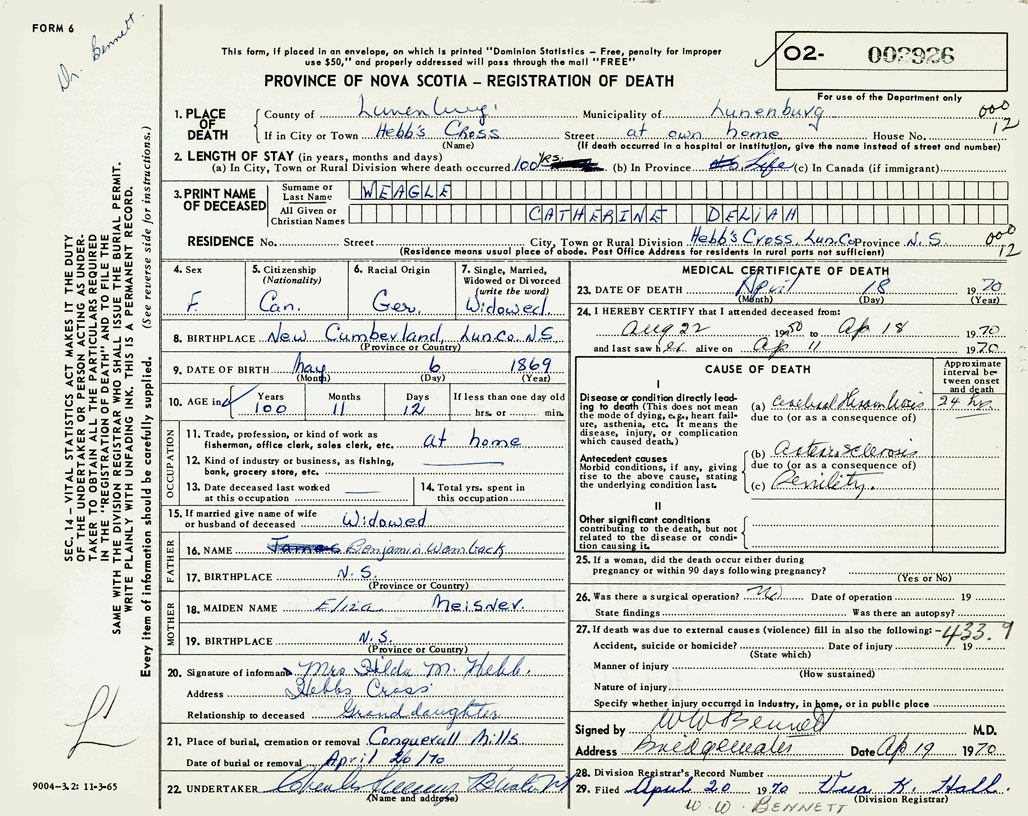 FORM 6
Dr. Bennett.
This form, if placed in an envelope, on which is printed "Dominion Statistics – Free, penalty for improper
use $50," and properly addressed will pass through the mail "FREE"
PROVINCE OF NOVA SCOTIA – REGISTRATION OF DEATH
O2- 002926
For use of the Department only
1. PLACE OF DEATH
County of Lunenburg Municipality of Lunenburg 000
If in City or Town Hebb's Cross Street at own home House No. 12
(Name) (If death occurred in a hospital or institution, give the name instead of street and number)
2. LENGTH OF STAY (in years, months and days)
(a) In City, Town or Rural Division where death occurred 100 yrs. (b) In Province Life (c) In Canada (if immigrant)
3. PRINT NAME OF DECEASED
Surname or Last Name WEAGLE
All Given or Christian Names CATHERINE DELIAH
RESIDENCE No. Street City, Town or Rural Division Hebb's Cross, Lun.Co Province N.S 000
12
(Residence means usual place of abode. Post Office Address for residents in rural parts not sufficient)
4. Sex
F.
5. Citizenship
(Nationality)
Can.
6. Racial Origin
Ger.
7. Single, Married,
Widowed or Divorced
(write the word)
Widowed.
8. BIRTHPLACE New Cumberland, Lun.Co. N.S
(Province or Country)
9. DATE OF BIRTH May 6 1869
(Month) (Day) (Year)
10. AGE in
Years Months Days If less than one day old
100 11 12 hrs. or min.
OCCUPATION
11. Trade, profession, or kind of work as
fisherman, office clerk, sales clerk, etc. at home
12. Kind of industry or business, as fishing,
bank, grocery store, etc.
13. Date deceased last worked
at this occupation
14. Total yrs. spent in
this occupation
15. If married give name of wife
or husband of deceased Widowed
FATHER
16. NAME James Benjamin Womback
17. BIRTHPLACE N.S.
(Province or Country)
MOTHER
18. MAIDEN NAME Eliza Meisner.
19. BIRTHPLACE N.S.
(Province or Country)
20. Signature of informant Mrs Hilda M. Hebb.
Address Hebbs Cross
Relationship to deceased Granddaughter
21. Place of burial, cremation or removal Conquerall Mills
Date of burial or removal April 20/70
22. UNDERTAKER
(Name and address)
MEDICAL CERTIFICATE OF DEATH
23. DATE OF DEATH April 18 1970
(Month) (Day) (Year)
24. I HEREBY CERTIFY that I attended deceased from:
Aug 22 1950 to Ap 18 1970
and last saw her alive on Ap 11 1970
CAUSE OF DEATH
Approximate
interval be-
tween onset
and death
I
Disease or condition directly lead-
ing to death (This does not mean
the mode of dying, e.g., heart fail-
ure, asthenia, etc. It means the
disease, injury, or complication
which caused death.)
(a) Cerebral Thrombosis 24 hrs
due to (or as a consequence of)
Antecedent causes
Morbid conditions, if any, giving
rise to the above cause, stating
the underlying condition last.
(b) Arteriosclerosis
due to (or as a consequence of)
(c) Senility.
II
Other significant conditions
contributing to the death, but not
related to the disease or condi-
tion causing it.
25. If a woman, did the death occur either during
pregnancy or within 90 days following pregnancy?
(Yes or No)
26. Was there a surgical operation? No Date of operation 19
State findings Was there an autopsy?
27. If death was due to external causes (violence) fill in also the following: 433.9
Accident, suicide or homicide? Date of injury 19
(State which)
Manner of injury
(How sustained)
Nature of injury
Specify whether injury occurred in Industry, in home, or in public place
Signed by W W Bennett M.D.
Address Bridgewater Date Ap 19 1970
28. Division Registrar's Record Number
29. Filed April 20 1970 Vera K. Hall.
(Division Registrar)
W. W. BENNETT
SEC. 14 – VITAL STATISTICS ACT MAKES IT THE DUTY
OF THE UNDERTAKER OR PERSON ACTING AS UNDER-
TAKER TO OBTAIN ALL THE PARTICULARS REQUIRED
IN THE "REGISTRATION OF DEATH" AND TO FILE THE
SAME WITH THE DIVISION REGISTRAR WHO SHALL ISSUE THE BURIAL PERMIT.
WRITE PLAINLY WITH UNFADING INK. THIS IS A PERMANENT RECORD.
Every item of information should be carefully supplied. (See reverse side for instructions.)
9004-3.2: 11-3-65